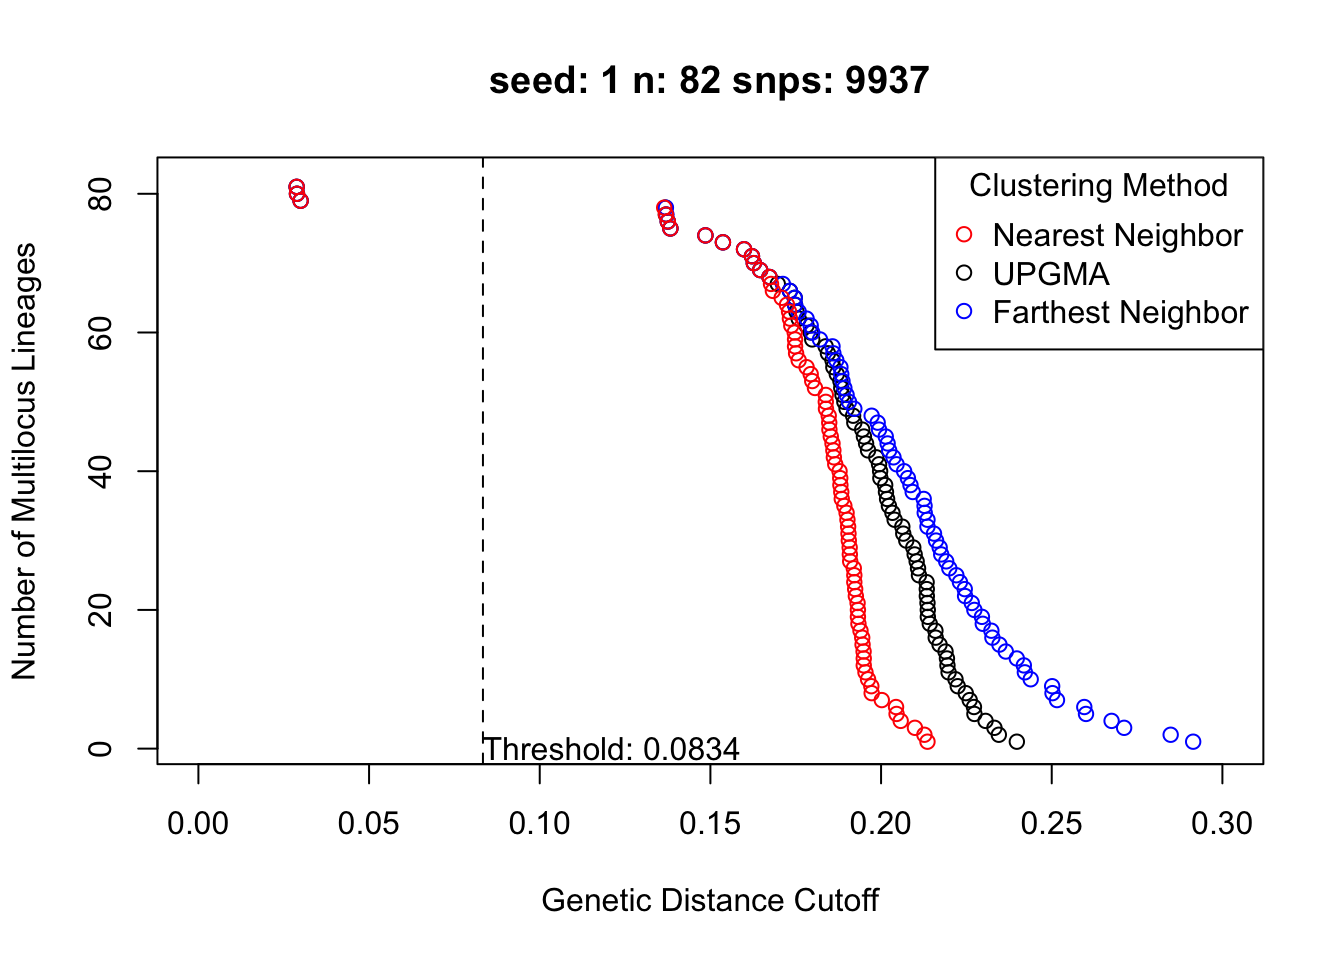 seed: 1 n: 82 snps: 9937
Clustering Method
Nearest Neighbor
UPGMA
Farthest Neighbor
Number of Multilocus Lineages
80
60
40
20
0
Threshold: 0.0834
0.00 0.05 0.10 0.15 0.20 0.25 0.30
Genetic Distance Cutoff